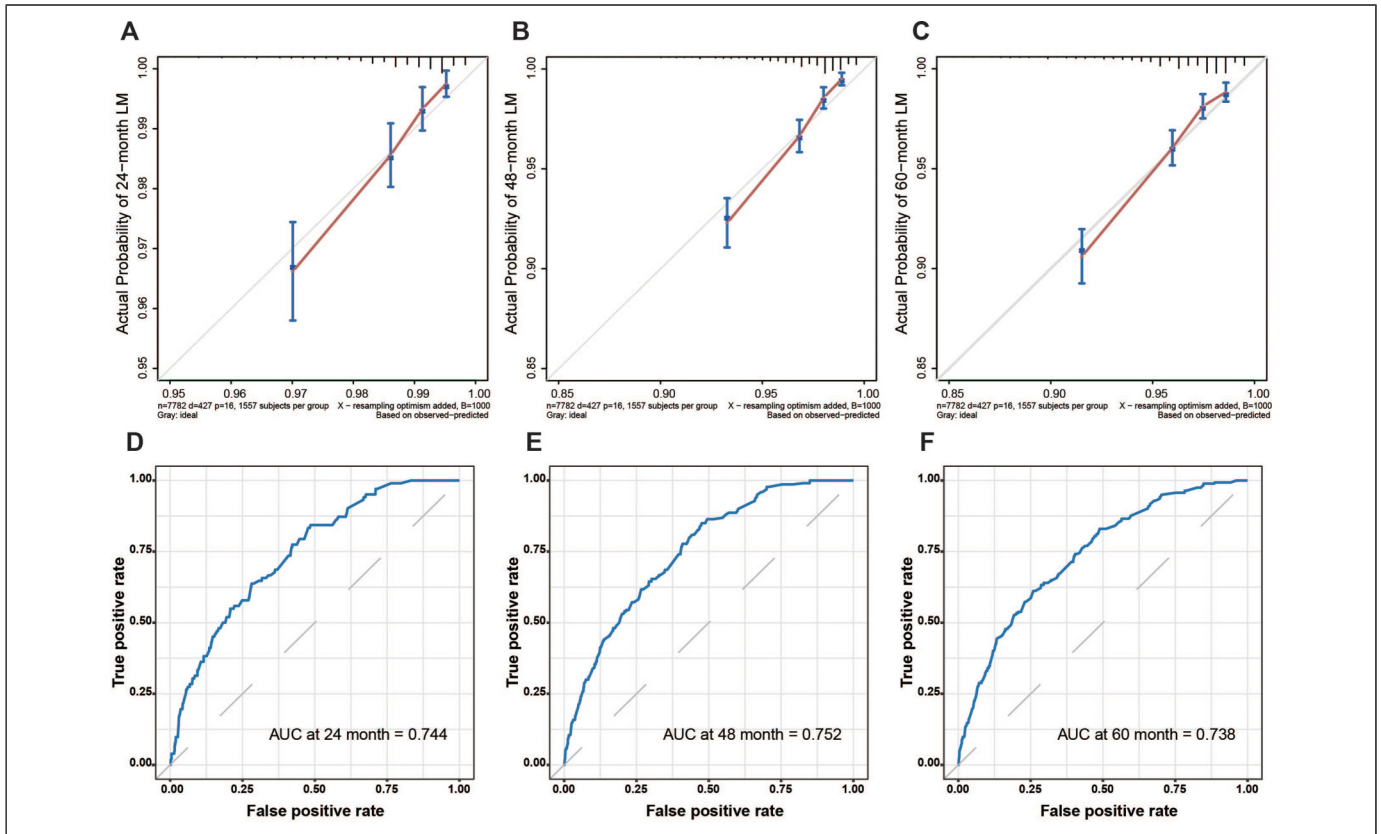 A
B
C
Actual Probability of 24−month LM
1.00
0.99
0.98
0.97
0.96
0.95
0.95
0.96
0.97
0.98
0.99
1.00
n=7782 d=427 p=16, 1557 subjects per group
Gray: ideal
X − resampling optimism added, B=1000
Based on observed−predicted
Actual Probability of 48−month LM
1.00
0.95
0.90
0.85
0.85
0.90
0.95
1.00
n=7782 d=427 p=16, 1557 subjects per group
Gray: ideal
X − resampling optimism added, B=1000
Based on observed−predicted
Actual Probability of 60−month LM
1.00
0.95
0.90
0.85
0.85
0.90
0.95
1.00
n=7782 d=427 p=16, 1557 subjects per group
Gray: ideal
X − resampling optimism added, B=1000
Based on observed−predicted
D
E
F
True positive rate
1.00
0.75
0.50
0.25
0.00
AUC at 24 month = 0.744
0.00
0.25
0.50
0.75
1.00
False positive rate
True positive rate
1.00
0.75
0.50
0.25
0.00
AUC at 48 month = 0.752
0.00
0.25
0.50
0.75
1.00
False positive rate
True positive rate
1.00
0.75
0.50
0.25
0.00
AUC at 60 month = 0.738
0.00
0.25
0.50
0.75
1.00
False positive rate